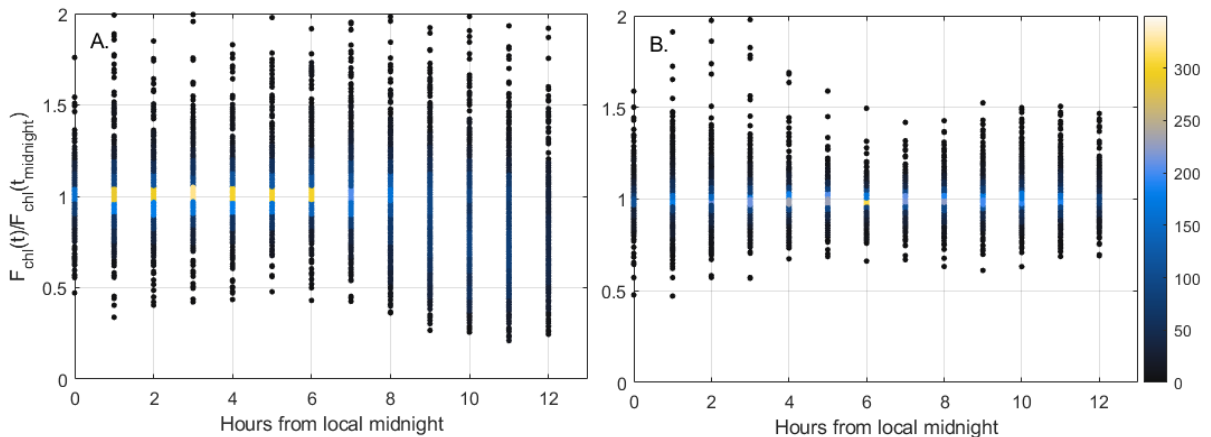 A.
2
1.5
1
0.5
0
F_chl(t)/F_chl(t_midnight)
0 2 4 6 8 10 12
Hours from local midnight
B.
2
1.5
1
0.5
0
0 2 4 6 8 10 12
Hours from local midnight
300
250
200
150
100
50
0